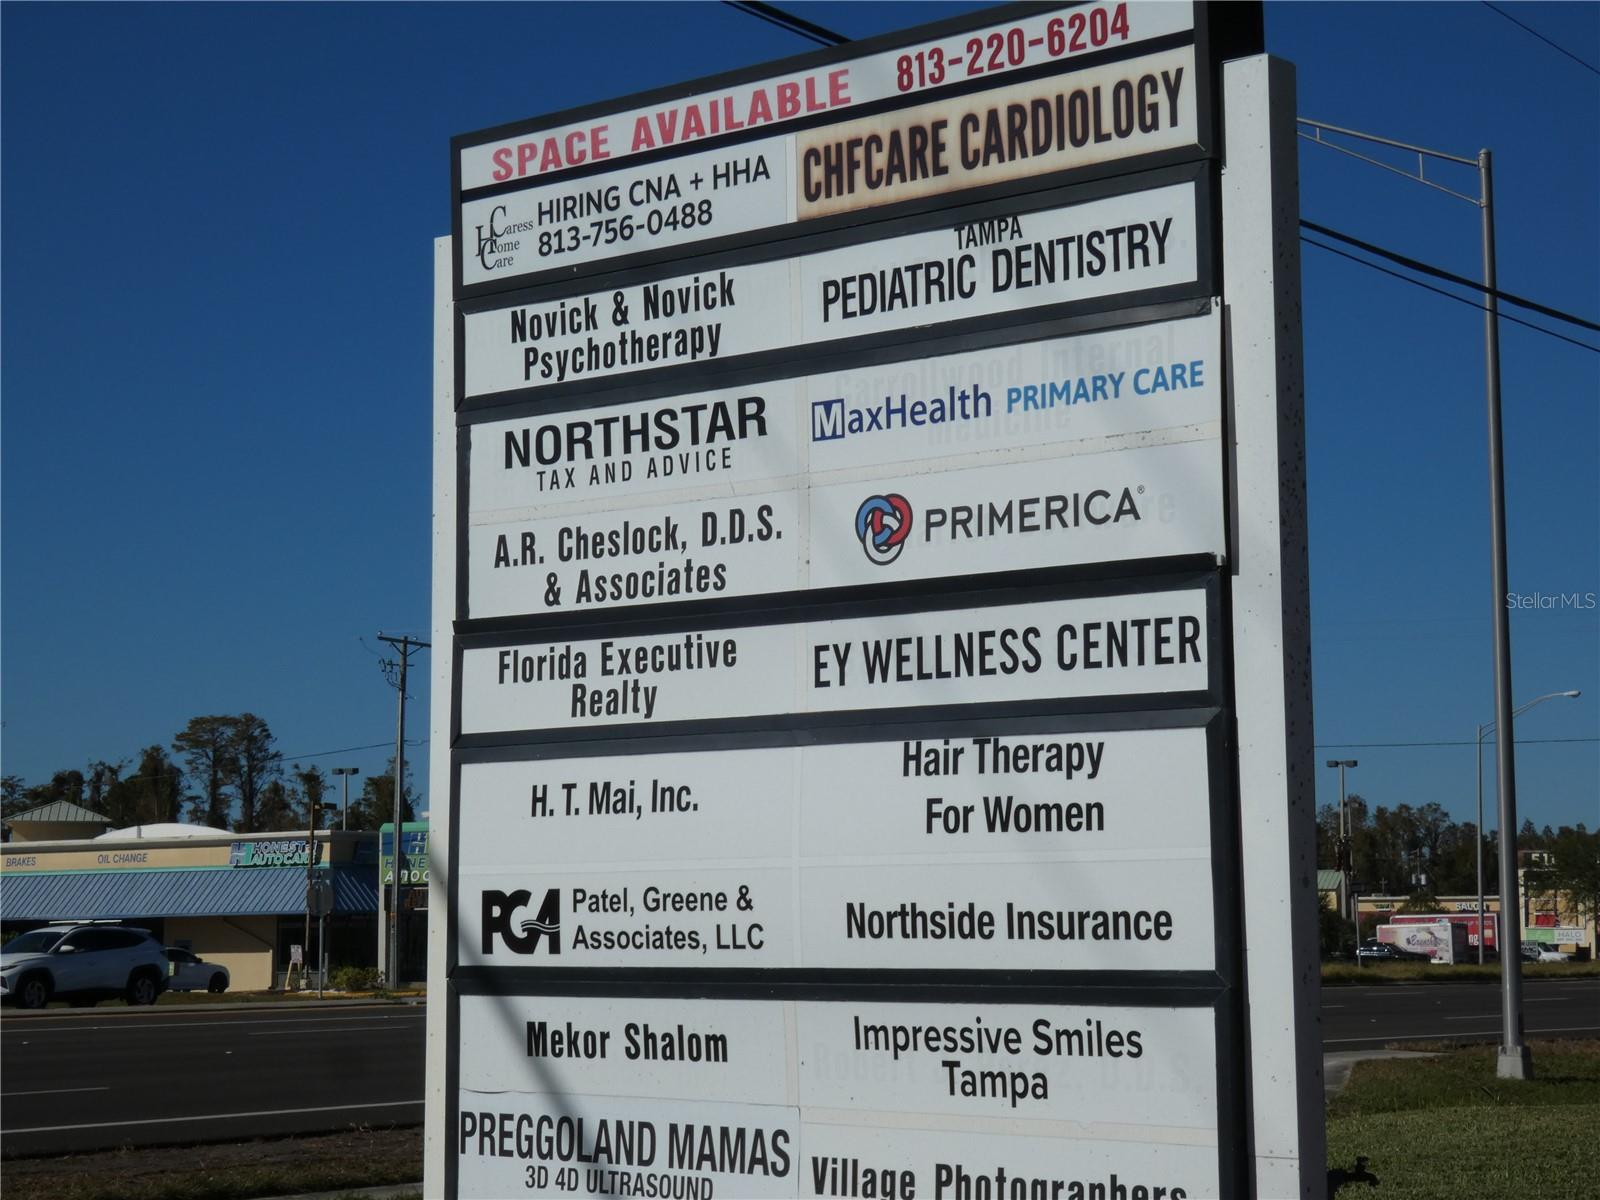 SPACE AVAILABLE 813-220-6204
Caress Home Care
HIRING CNA + HHA
813-756-0488
CHFCARE CARDIOLOGY
Novick & Novick
Psychotherapy
TAMPA
PEDIATRIC DENTISTRY
NORTHSTAR
TAX AND ADVICE
MaxHealth PRIMARY CARE
A.R. Cheslock, D.D.S.
& Associates
PRIMERICA®
Florida Executive
Realty
EY WELLNESS CENTER
H. T. Mai, Inc.
Hair Therapy
For Women
PGA
Patel, Greene &
Associates, LLC
Northside Insurance
Mekor Shalom
Impressive Smiles
Tampa
PREGGOLAND MAMAS
3D 4D ULTRASOUND
Village Photographers
BRAKES
OIL CHANGE
HONEST-1
AUTOCARE
HALO
StellarMLS